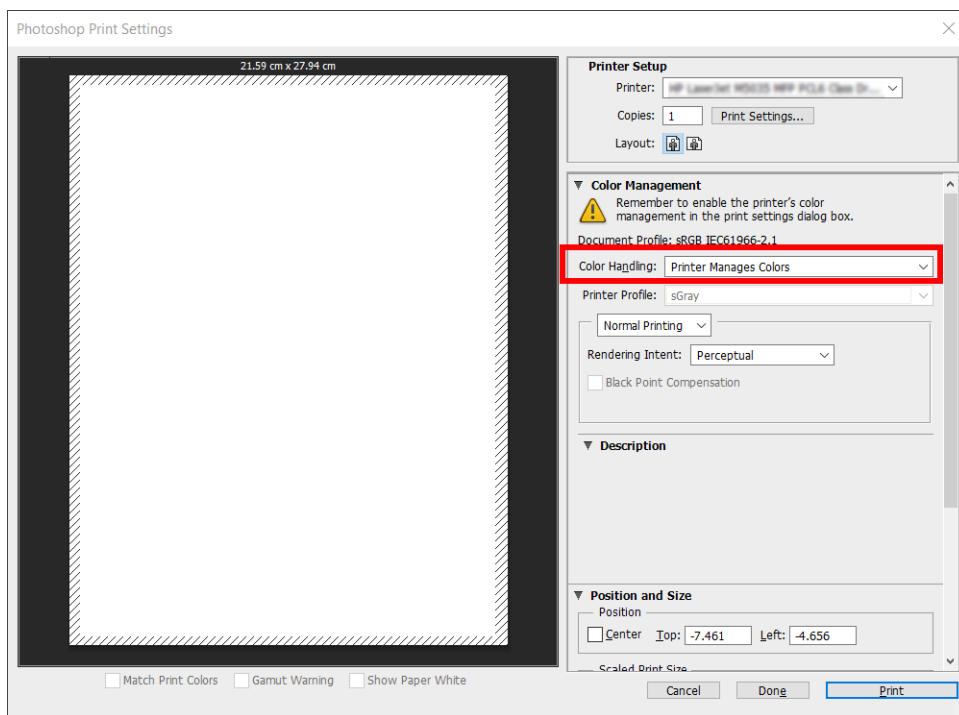 Photoshop Print Settings
21.59 cm x 27.94 cm
Match Print Colors Gamut Warning Show Paper White
Printer Setup
Printer:
Copies: 1 Print Settings...
Layout:
Color Management
Remember to enable the printer's color
management in the print settings dialog box.
Document Profile: sRGB IEC61966-2.1
Color Handling: Printer Manages Colors
Printer Profile: sGray
Normal Printing
Rendering Intent: Perceptual
Black Point Compensation
Description
Position and Size
Position
Center Top: -7.461 Left: -4.656
Scaled Print Size
Cancel Done Print